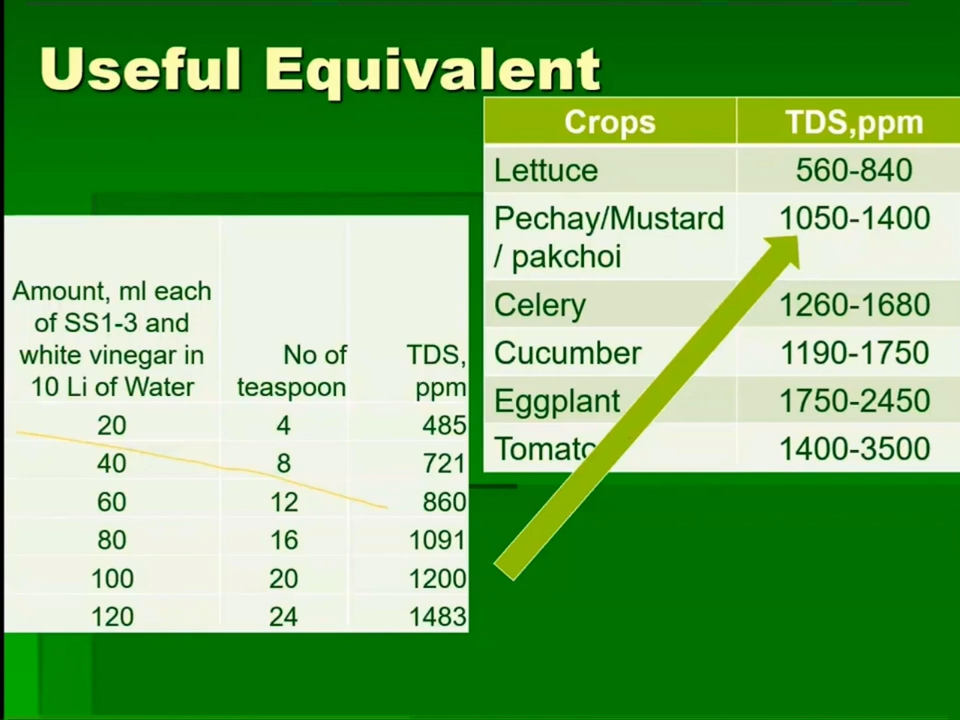 Useful Equivalent
Crops TDS,ppm
Lettuce 560-840
Pechay/Mustard 1050-1400
/ pakchoi
Celery 1260-1680
Cucumber 1190-1750
Eggplant 1750-2450
Tomato 1400-3500
Amount, ml each
of SS1-3 and
white vinegar in No of TDS,
10 Li of Water teaspoon ppm
20 4 485
40 8 721
60 12 860
80 16 1091
100 20 1200
120 24 1483